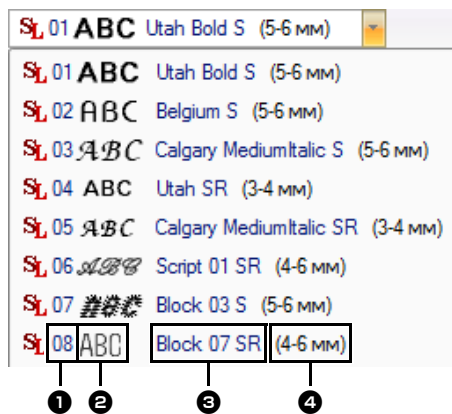 SL 01 ABC Utah Bold S (5-6 мм)
SL 01 ABC Utah Bold S (5-6 мм)
SL 02 ABC Belgium S (5-6 мм)
SL 03 ABC Calgary MediumItalic S (5-6 мм)
SL 04 ABC Utah SR (3-4 мм)
SL 05 ABC Calgary MediumItalic SR (3-4 мм)
SL 06 ABC Script 01 SR (4-6 мм)
SL 07 ABC Block 03 S (5-6 мм)
SL 08 ABC Block 07 SR (4-6 мм)
1 2 3 4